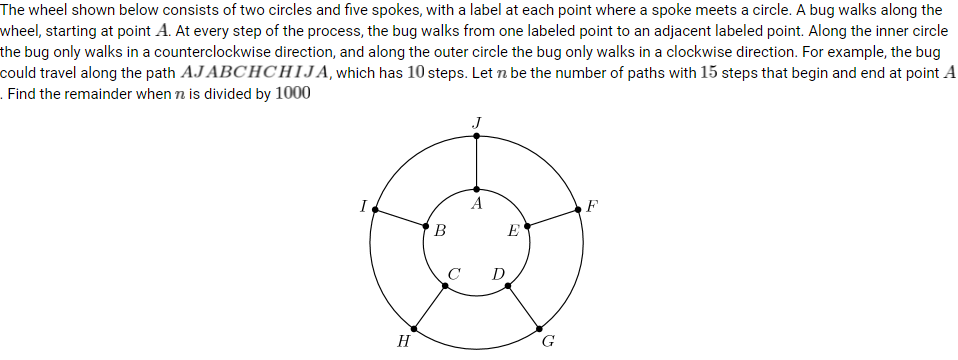 The wheel shown below consists of two circles and five spokes, with a label at each point where a spoke meets a circle. A bug walks along the
wheel, starting at point A. At every step of the process, the bug walks from one labeled point to an adjacent labeled point. Along the inner circle
the bug only walks in a counterclockwise direction, and along the outer circle the bug only walks in a clockwise direction. For example, the bug
could travel along the path AJABCHCHIJA, which has 10 steps. Let n be the number of paths with 15 steps that begin and end at point A
. Find the remainder when n is divided by 1000
J
A
I
F
B
E
C
D
H
G